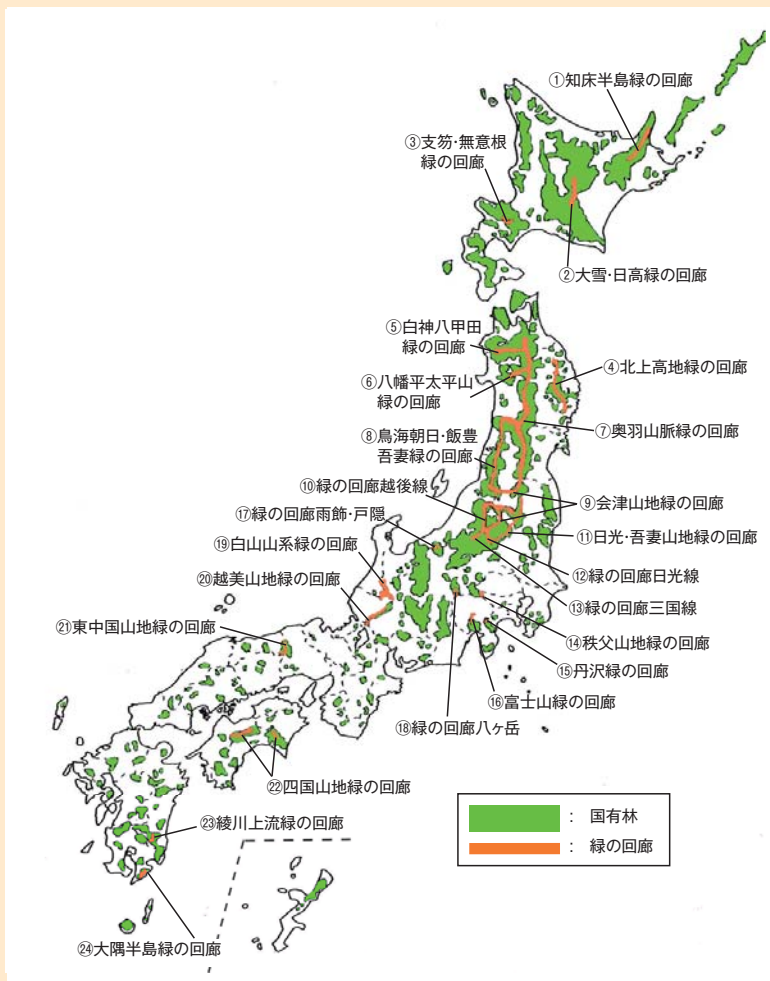 ①知床半島緑の回廊
③支笏･無意根
緑の回廊
②大雪･日高緑の回廊
⑤白神八甲田
緑の回廊
④北上高地緑の回廊
⑥八幡平太平山
緑の回廊
⑦奥羽山脈緑の回廊
⑧鳥海朝日･飯豊
吾妻緑の回廊
⑩緑の回廊越後線
⑨会津山地緑の回廊
⑰緑の回廊雨飾･戸隠
⑪日光･吾妻山地緑の回廊
⑲白山山系緑の回廊
⑫緑の回廊日光線
⑳越美山地緑の回廊
⑬緑の回廊三国線
㉑東中国山地緑の回廊
⑭秩父山地緑の回廊
⑮丹沢緑の回廊
⑯富士山緑の回廊
⑱緑の回廊八ヶ岳
㉒四国山地緑の回廊
㉓綾川上流緑の回廊
㉔大隅半島緑の回廊
： 国有林
： 緑の回廊